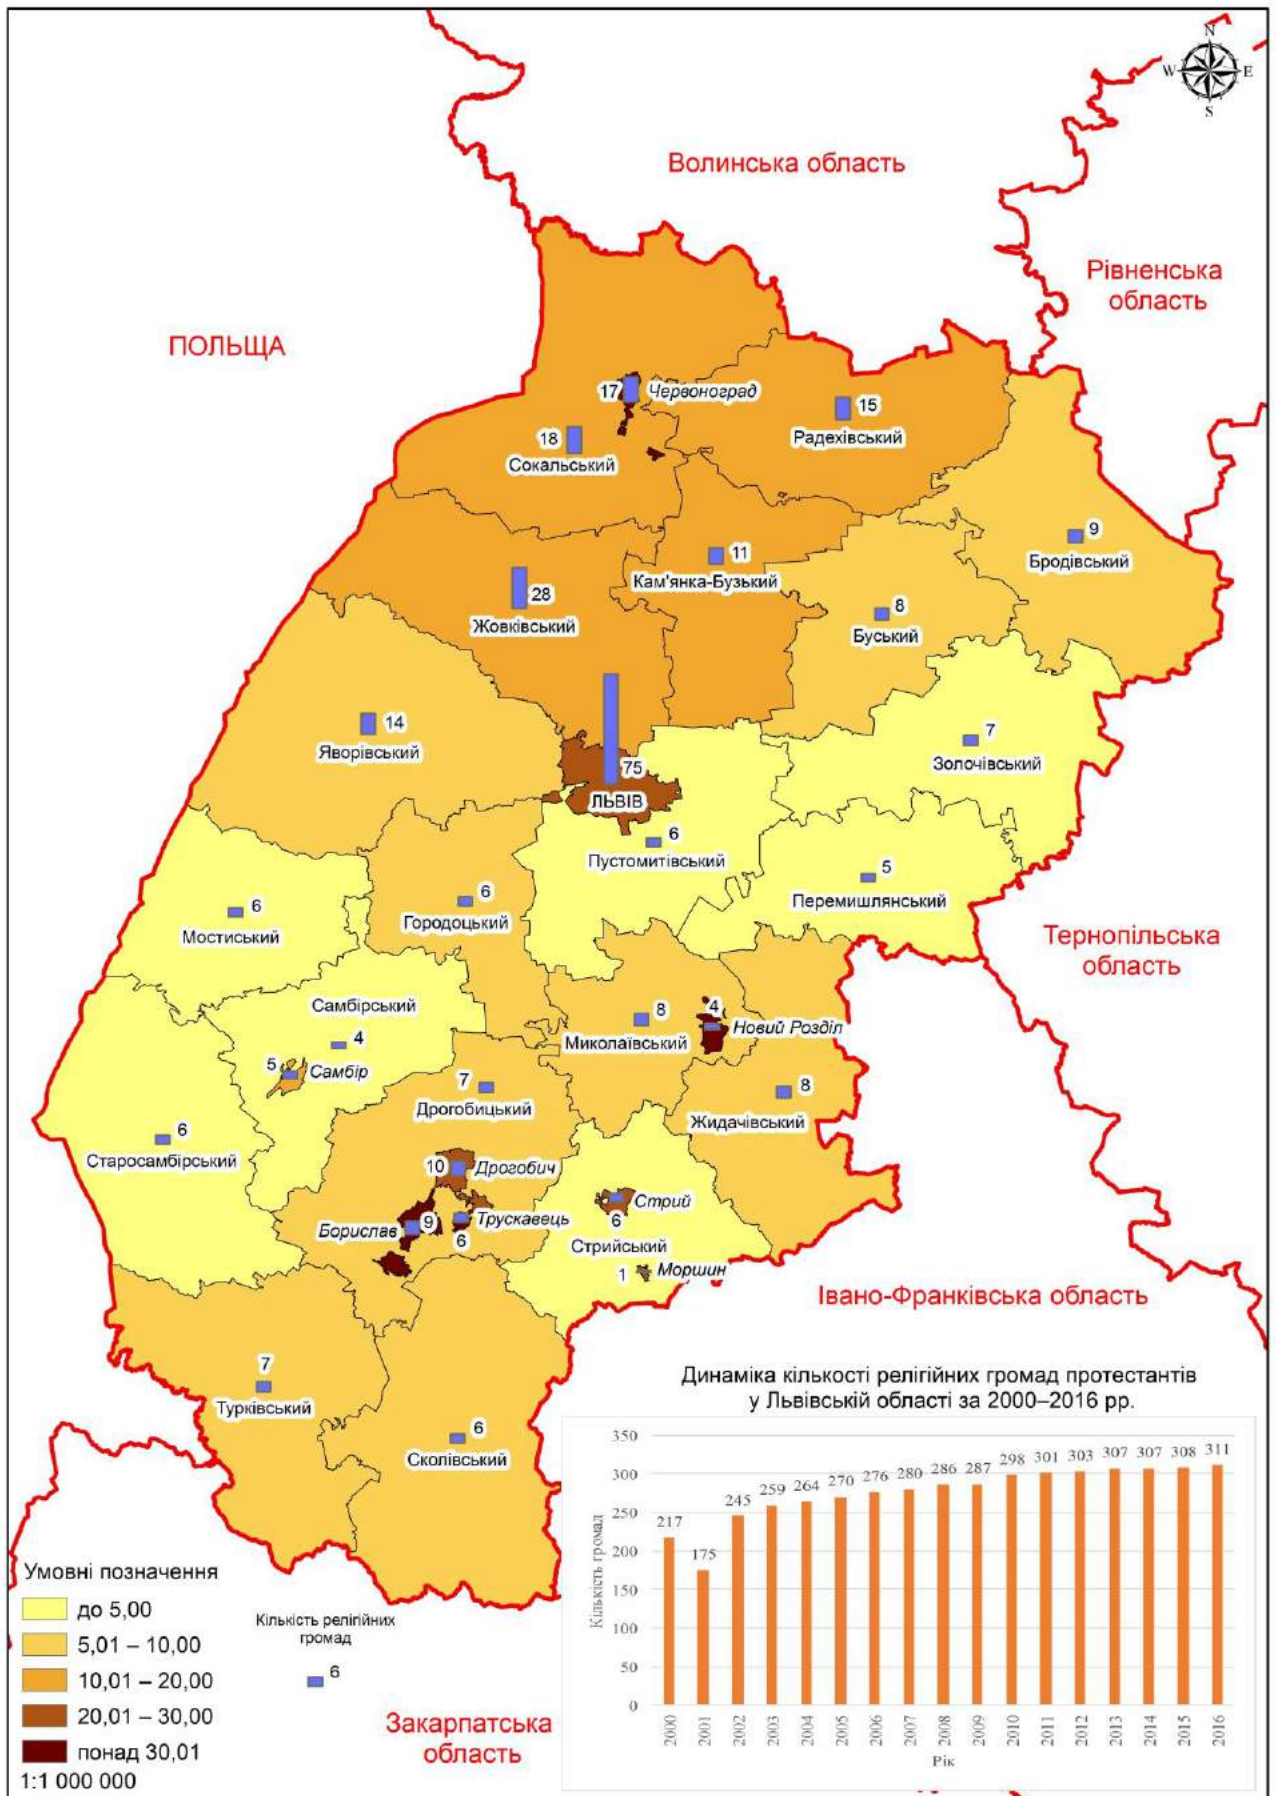 N
W E
S
Волинська область
Рівненська
область
ПОЛЬЩА
17 Червоноград
15
Радехівський
18
Сокальський
9
Бродівський
11
Кам'янка-Бузький
28
Жовківський
8
Буський
14
Яворівський
7
Золочівський
75
ЛЬВІВ
6
Пустомитівський
5
Перемишлянський
6
Городоцький
6
Мостиський
Тернопільська
область
Самбірський
4
5 Самбір
8
Миколаївський
4
Новий Розділ
7
Дрогобицький
8
Жидачівський
6
Старосамбірський
10 Дрогобич
Борислав 9
Трускавець
6
Стрий
6
Стрийський
1 Моршин
Івано-Франківська область
7
Турківський
6
Сколівський
Динаміка кількості релігійних громад протестантів
у Львівській області за 2000–2016 рр.
Кількість громад
350
300
250
200
150
100
50
0
217 175 245 259 264 270 276 280 286 287 298 301 303 307 307 308 311
2000 2001 2002 2003 2004 2005 2006 2007 2008 2009 2010 2011 2012 2013 2014 2015 2016
Рік
Умовні позначення
до 5,00
5,01 – 10,00
10,01 – 20,00
20,01 – 30,00
понад 30,01
1:1 000 000
Кількість релігійних
громад
6
Закарпатська
область